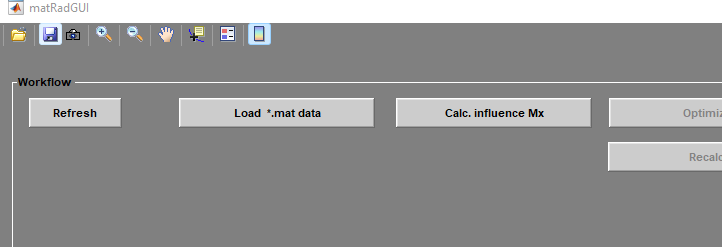 matRadGUI
Workflow
Refresh
Load *.mat data
Calc. influence Mx
Optimiz
Recalc